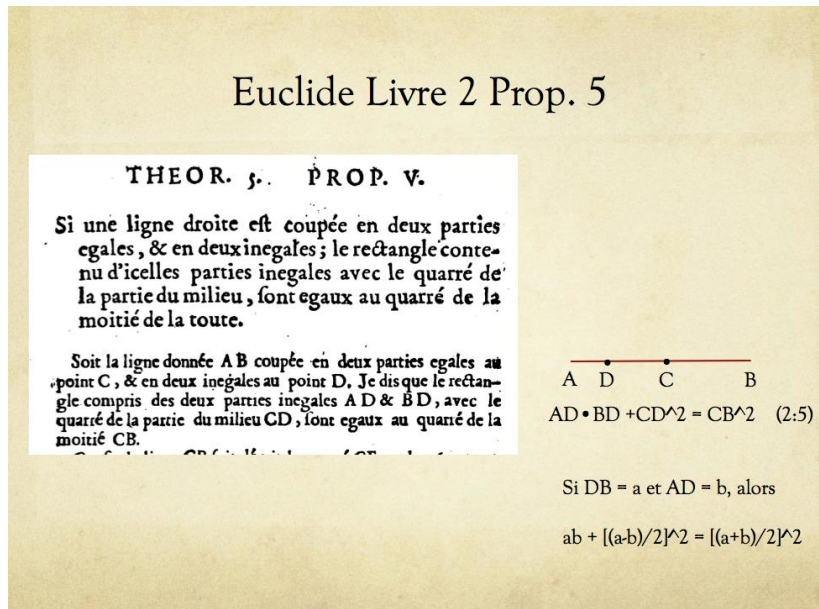 Euclide Livre 2 Prop. 5
THEOR. 5. PROP. V.
Si une ligne droite eſt coupée en deux parties
egales, & en deux inegales; le rectangle conte-
nu d'icelles parties inegales avec le quarré de
la partie du milieu, ſont egaux au quarré de la
moitié de la toute.
Soit la ligne donnée A B coupée en deux parties egales au
point C, & en deux inegales au point D. Je dis que le rectan-
gle compris des deux parties inegales A D & B D, avec le
quarré de la partie du milieu CD, ſont egaux au quarré de la
moitié CB.
A D C B
AD•BD +CD^2 = CB^2 (2:5)
Si DB = a et AD = b, alors
ab + [(a-b)/2]^2 = [(a+b)/2]^2